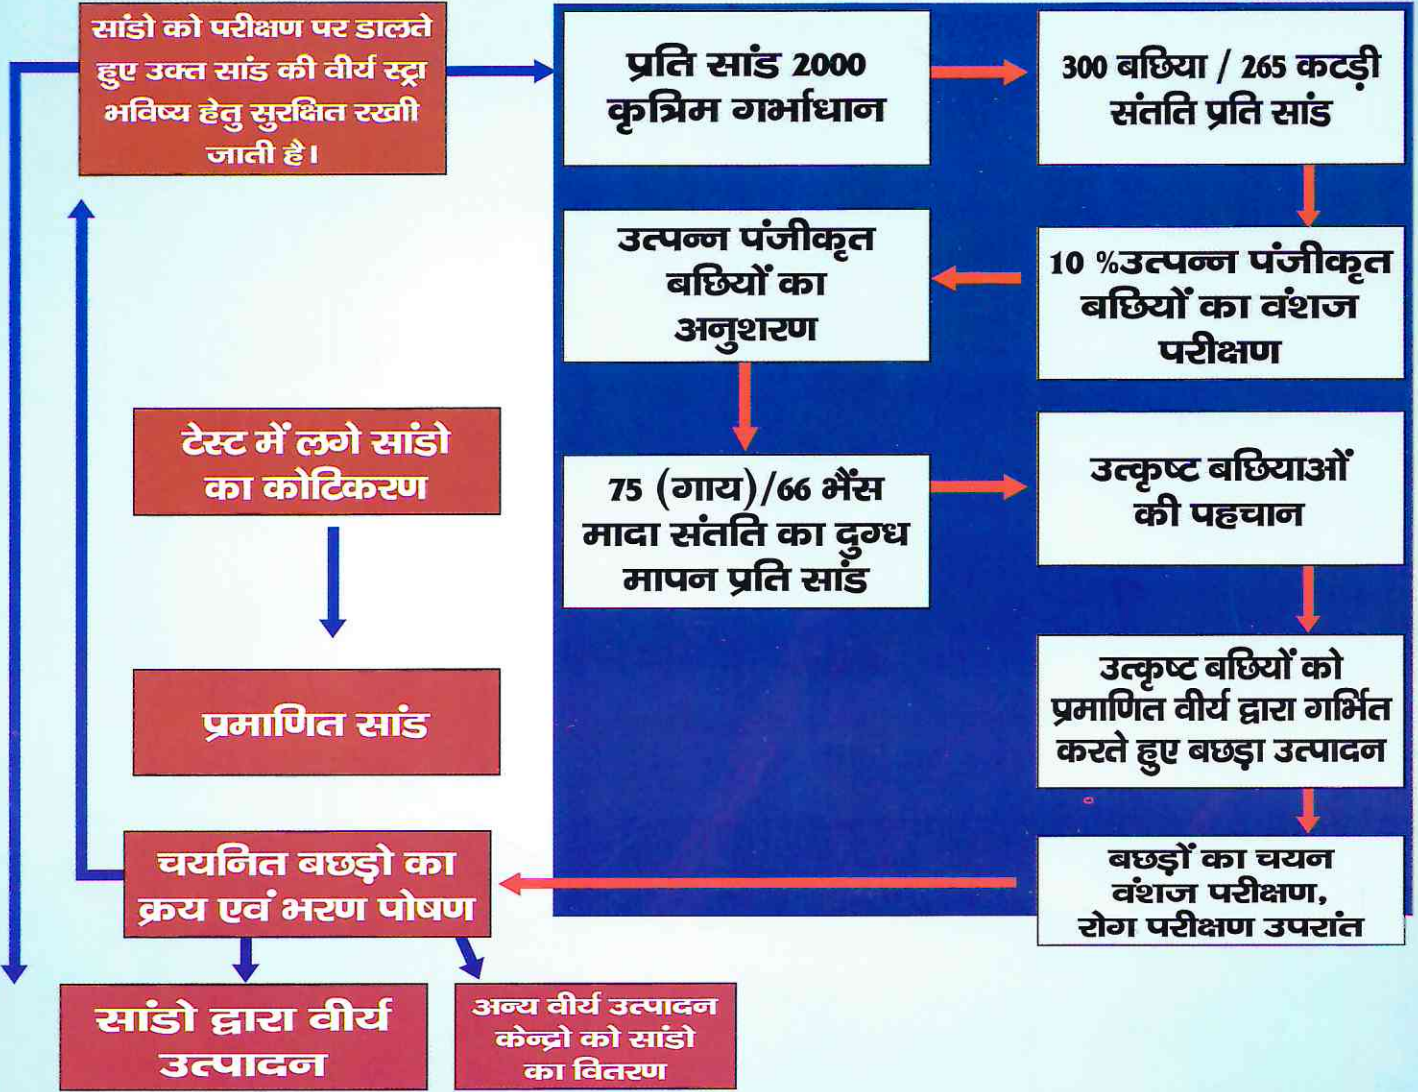 सांडो को परीक्षण पर डालते
हुए उक्त सांड की वीर्य स्ट्रा
भविष्य हेतु सुरक्षित रखाी
जाती है।
प्रति सांड 2000
कृत्रिम गर्भाधान
300 बछिया / 265 कटड़ी
संतति प्रति सांड
10 %उत्पन्न पंजीकृत
बछियों का वंशज
परीक्षण
उत्पन्न पंजीकृत
बछियों का
अनुशरण
75 (गाय)/66 भैंस
मादा संतति का दुग्ध
मापन प्रति सांड
उत्कृष्ट बछियाओं
की पहचान
उत्कृष्ट बछियों को
प्रमाणित वीर्य द्वारा गर्भित
करते हुए बछड़ा उत्पादन
बछड़ों का चयन
वंशज परीक्षण,
रोग परीक्षण उपरांत
टेस्ट में लगे सांडो
का कोटिकरण
प्रमाणित सांड
चयनित बछड़ो का
क्रय एवं भरण पोषण
सांडो द्वारा वीर्य
उत्पादन
अन्य वीर्य उत्पादन
केन्द्रो को सांडो
का वितरण